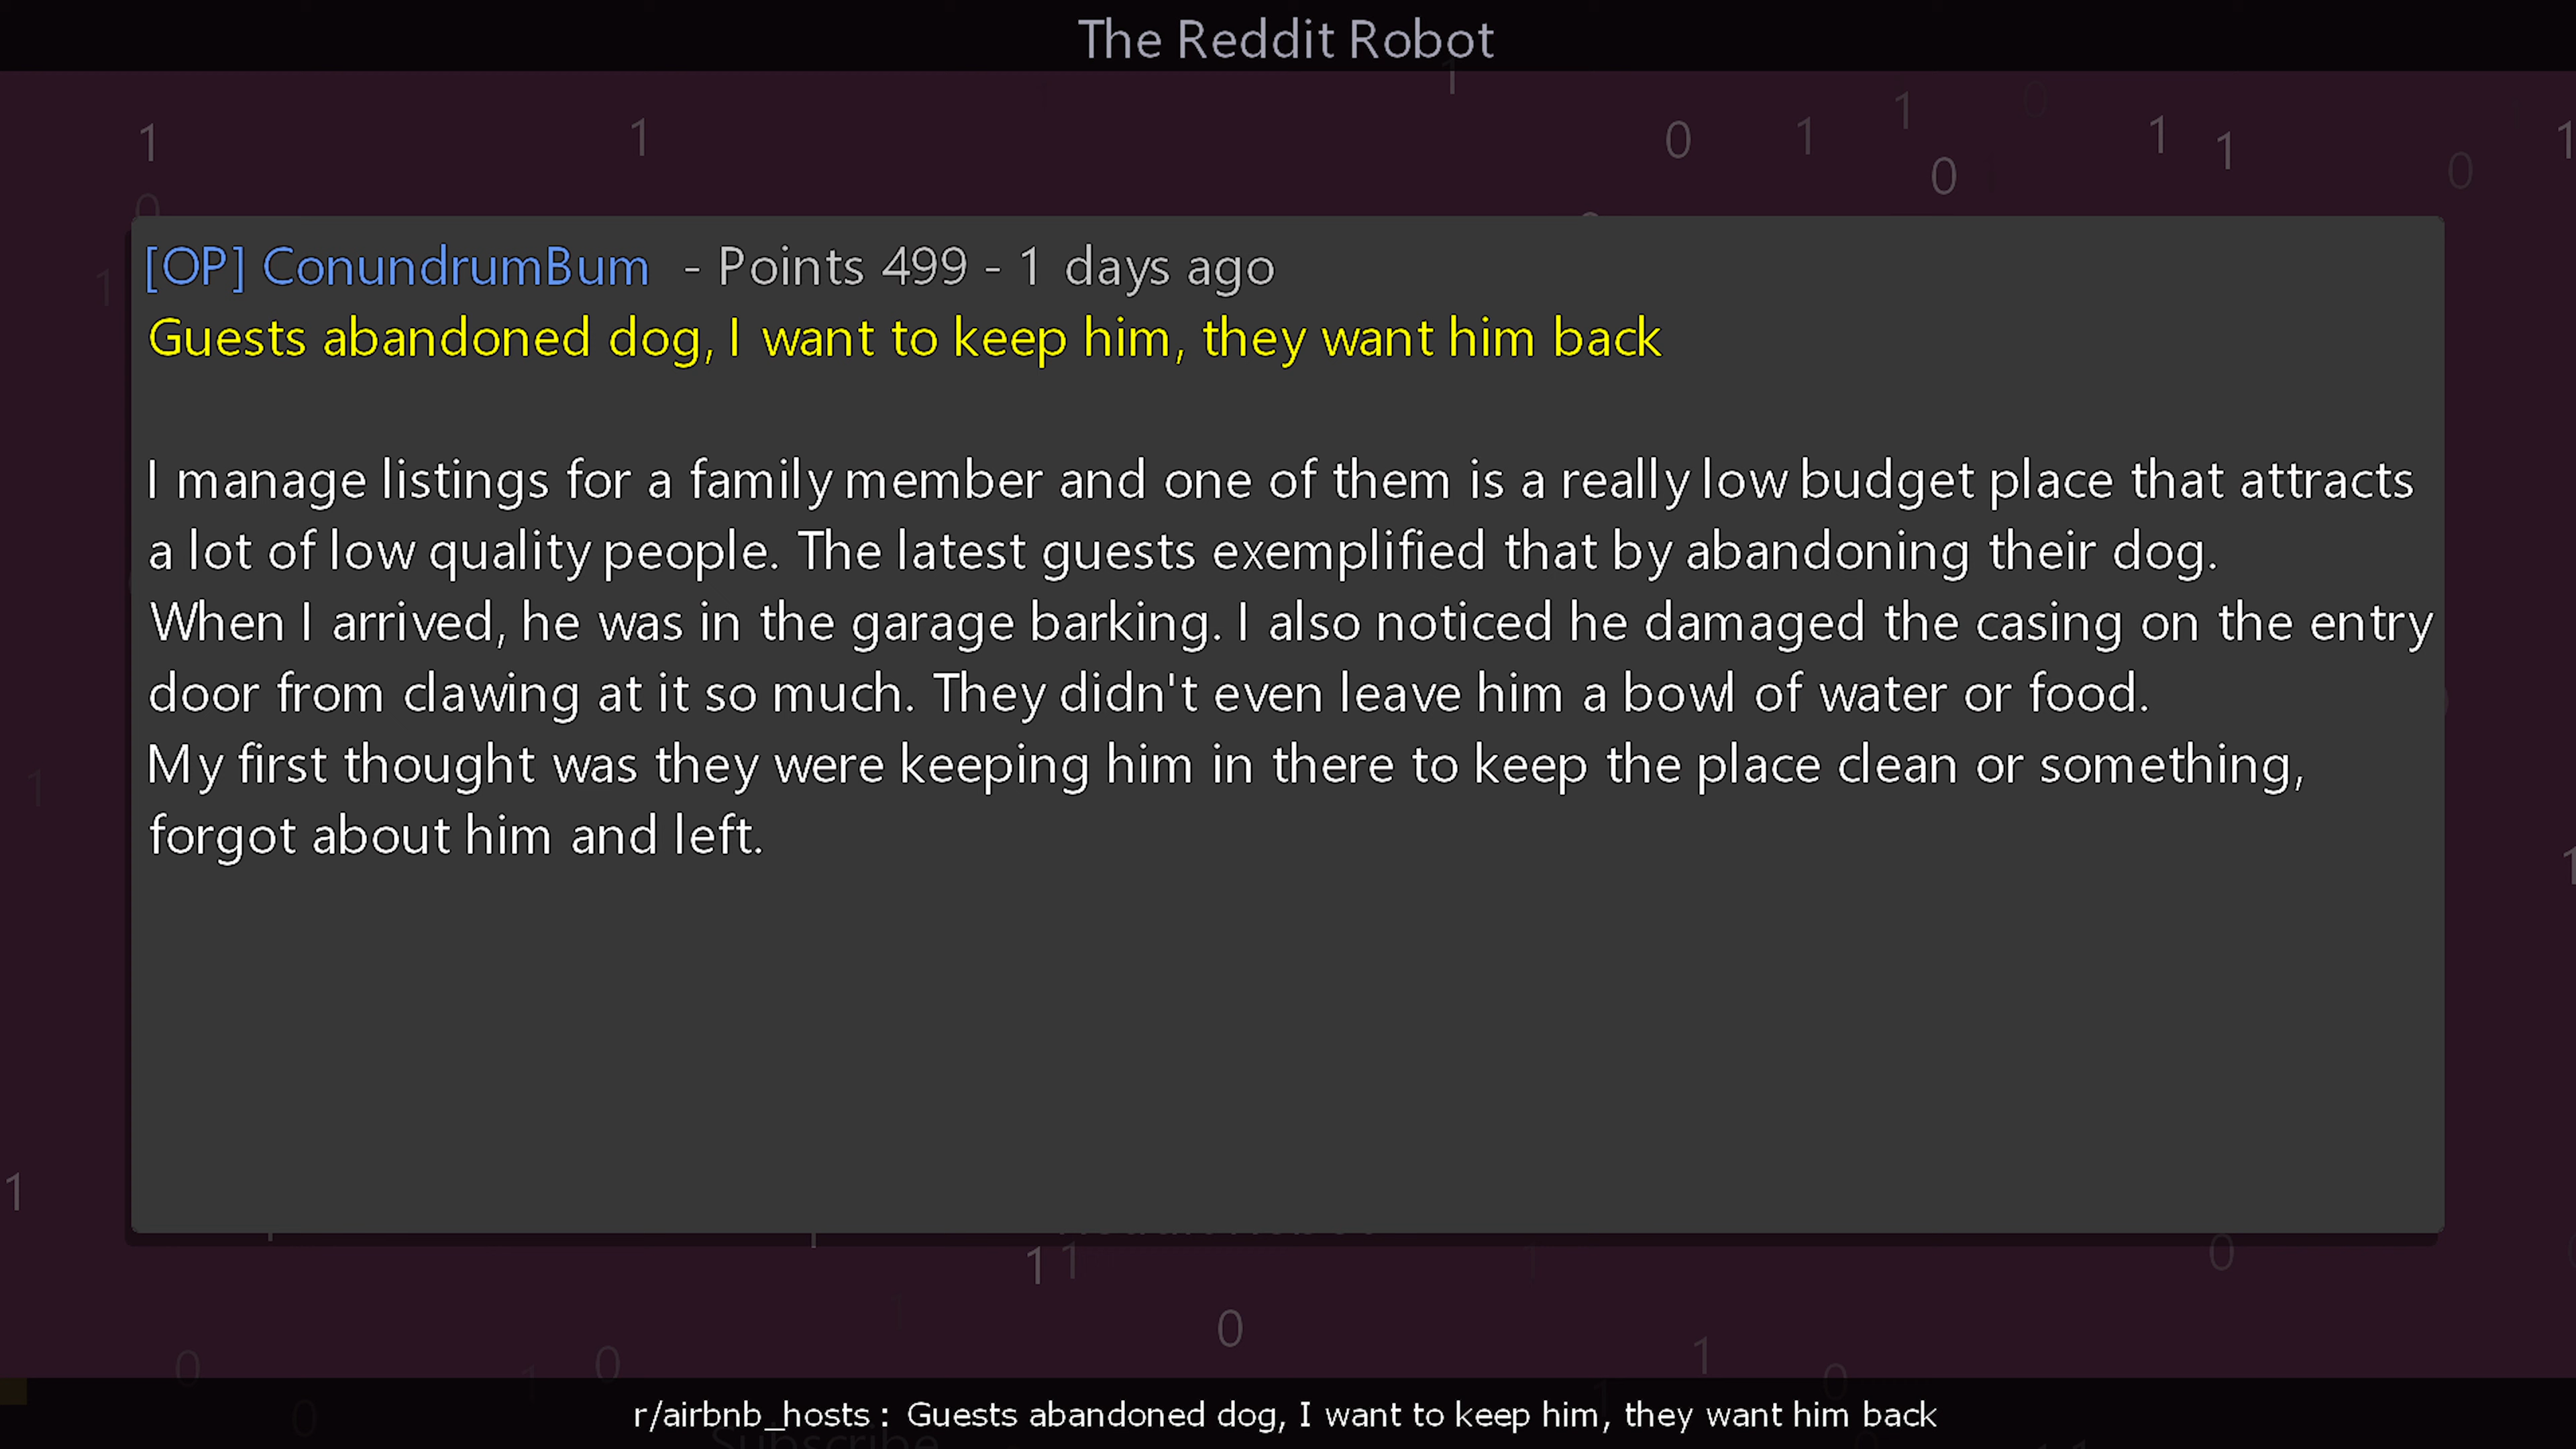 The Reddit Robot
[OP] ConundrumBum - Points 499 - 1 days ago
Guests abandoned dog, I want to keep him, they want him back
I manage listings for a family member and one of them is a really low budget place that attracts
a lot of low quality people. The latest guests exemplified that by abandoning their dog.
When I arrived, he was in the garage barking. I also noticed he damaged the casing on the entry
door from clawing at it so much. They didn't even leave him a bowl of water or food.
My first thought was they were keeping him in there to keep the place clean or something,
forgot about him and left.
r/airbnb_hosts : Guests abandoned dog, I want to keep him, they want him back
Subscribe